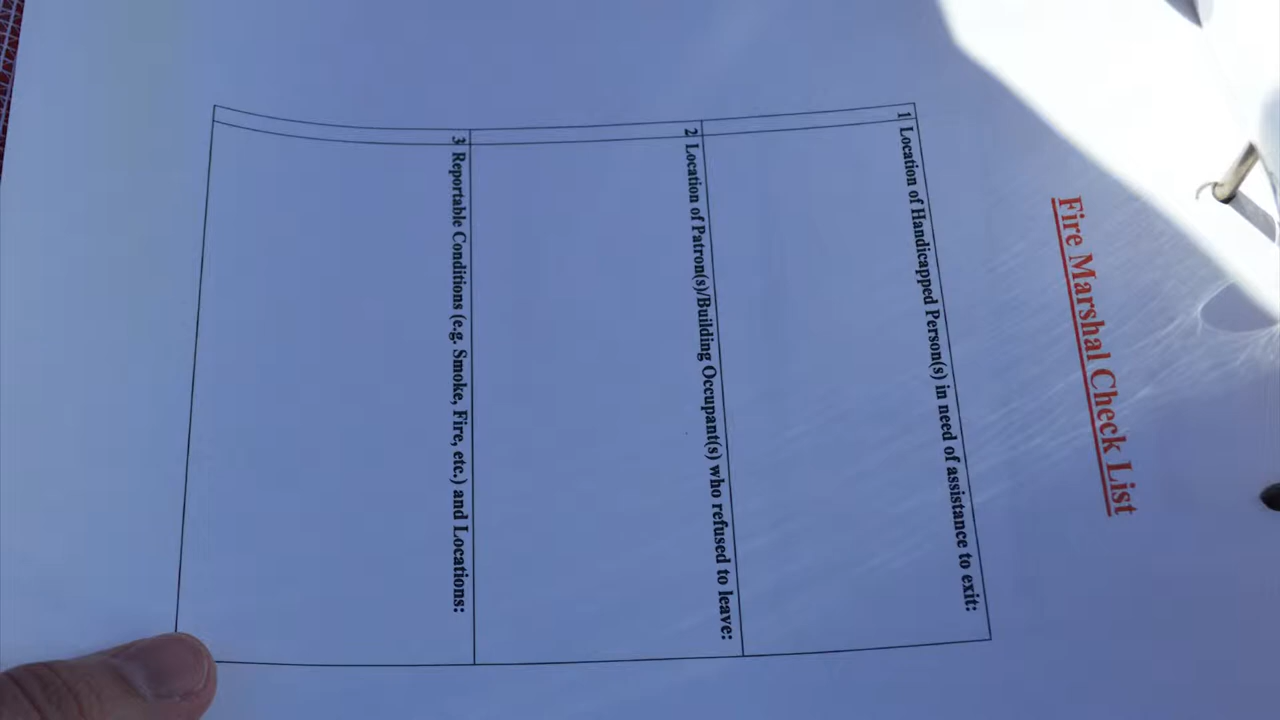 Fire Marshal Check List
1 Location of Handicapped Person(s) in need of assistance to exit:
2 Location of Patron(s)/Building Occupant(s) who refused to leave:
3 Reportable Conditions (e.g. Smoke, Fire, etc.) and Locations: